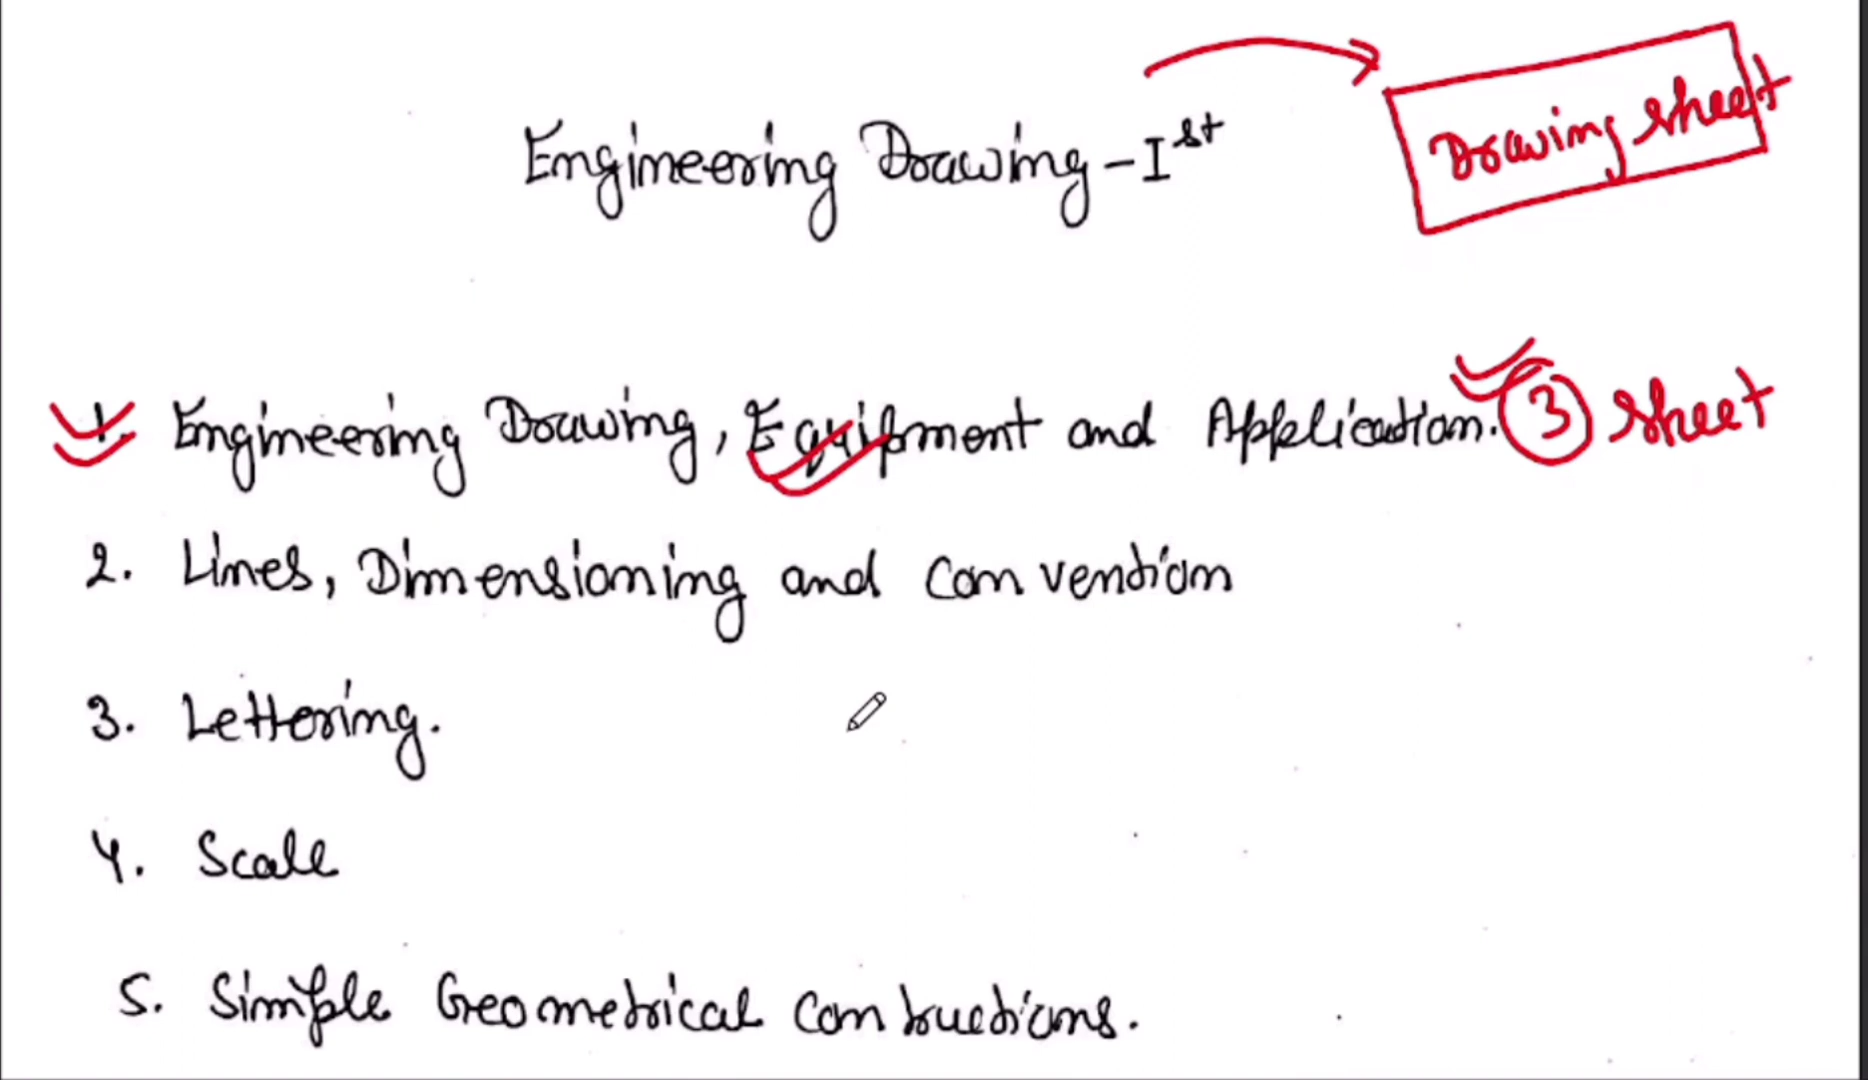 Engineering Drawing - Ist
Drawing sheet
1. Engineering Drawing, Equipment and Application. 3 sheet
2. Lines, Dimensioning and Convention
3. Lettering.
4. Scale
5. Simple Geometrical Contructions.